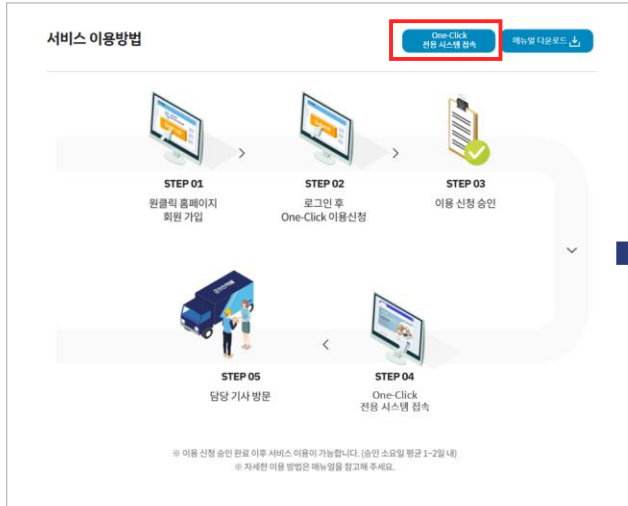 서비스 이용방법
One-Click
전용 시스템 접속
메뉴얼 다운로드
STEP 01
원클릭 홈페이지
회원 가입
STEP 02
로그인 후
One-Click 이용신청
STEP 03
이용 신청 승인
STEP 05
담당 기사 방문
STEP 04
One-Click
전용 시스템 접속
※ 이용 신청 승인 완료 이후 서비스 이용이 가능합니다. (승인 소요일 평균 1~2일 내)
※ 자세한 이용 방법은 매뉴얼을 참고해 주세요.